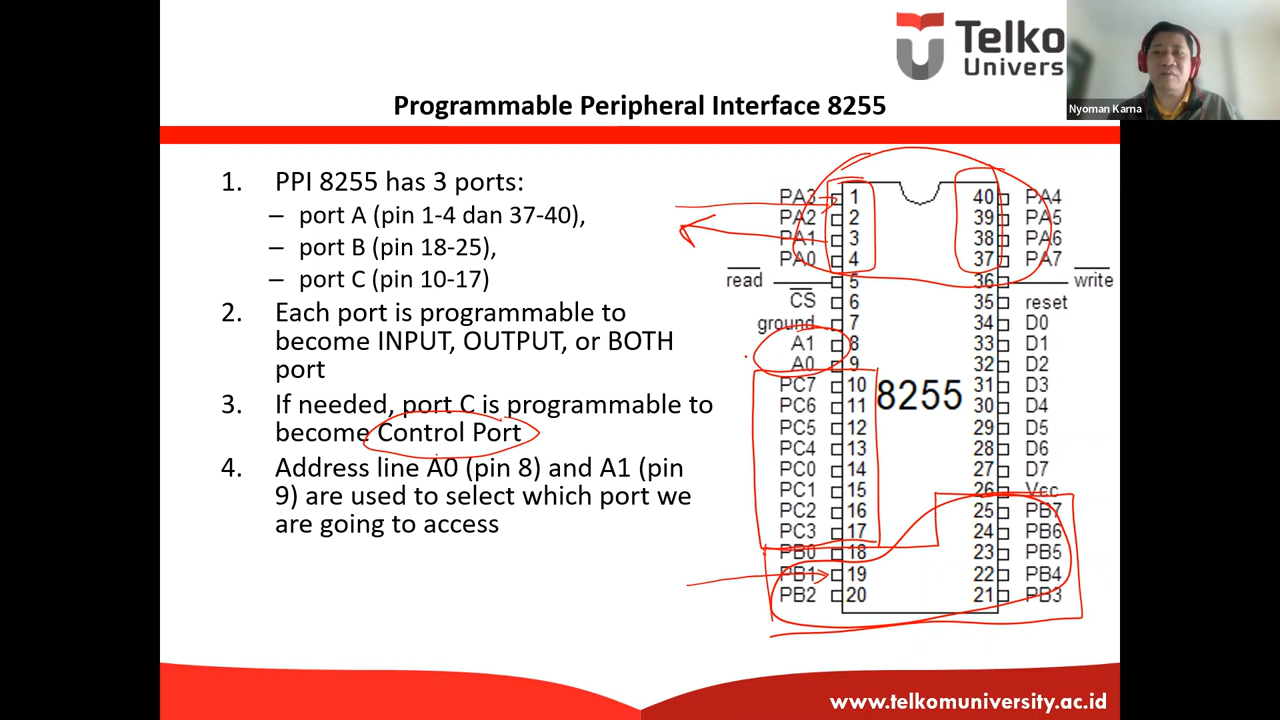 Telko
Univers
Nyoman Karna
Programmable Peripheral Interface 8255
1. PPI 8255 has 3 ports:
– port A (pin 1-4 dan 37-40),
– port B (pin 18-25),
– port C (pin 10-17)
2. Each port is programmable to
become INPUT, OUTPUT, or BOTH
port
3. If needed, port C is programmable to
become Control Port
4. Address line A0 (pin 8) and A1 (pin
9) are used to select which port we
are going to access
PA3 1 40 PA4
PA2 2 39 PA5
PA1 3 38 PA6
PA0 4 37 PA7
read 5 36 write
CS 6 35 reset
ground 7 34 D0
A1 8 33 D1
A0 9 32 D2
PC7 10 31 D3
PC6 11 30 D4
PC5 12 29 D5
PC4 13 28 D6
PC0 14 27 D7
PC1 15 26 Vcc
PC2 16 25 PB7
PC3 17 24 PB6
PB0 18 23 PB5
PB1 19 22 PB4
PB2 20 21 PB3
8255
www.telkomuniversity.ac.id